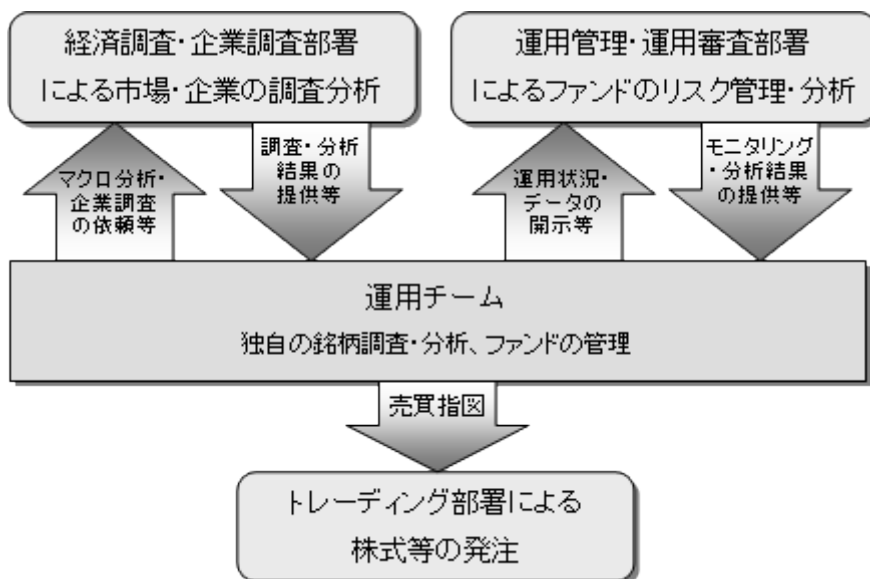 経済調査・企業調査部署
による市場・企業の調査分析
運用管理・運用審査部署
によるファンドのリスク管理・分析
マクロ分析・
企業調査
の依頼等
調査・分析
結果の
提供等
運用状況・
データの
開示等
モニタリング
・分析結果
の提供等
運用チーム
独自の銘柄調査・分析、ファンドの管理
売買指図
トレーディング部署による
株式等の発注